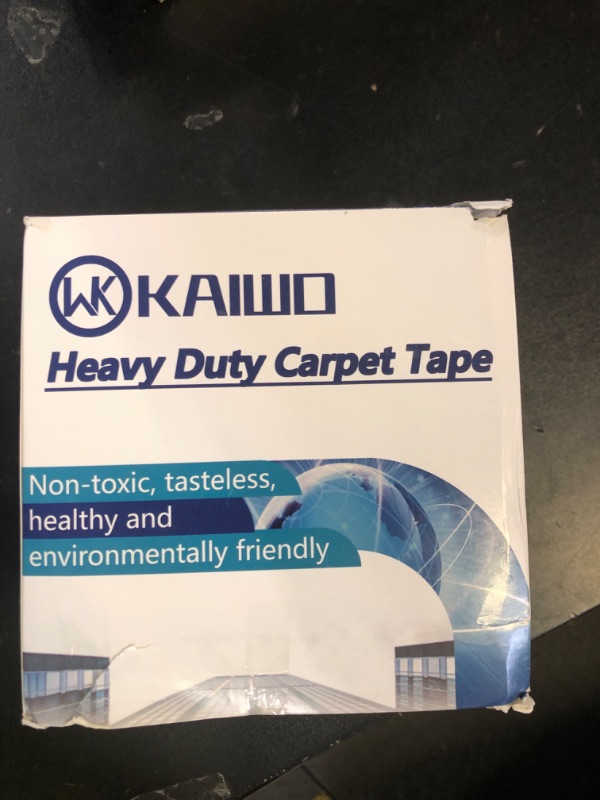 WK KAIWO
Heavy Duty Carpet Tape
Non-toxic, tasteless,
healthy and
environmentally friendly